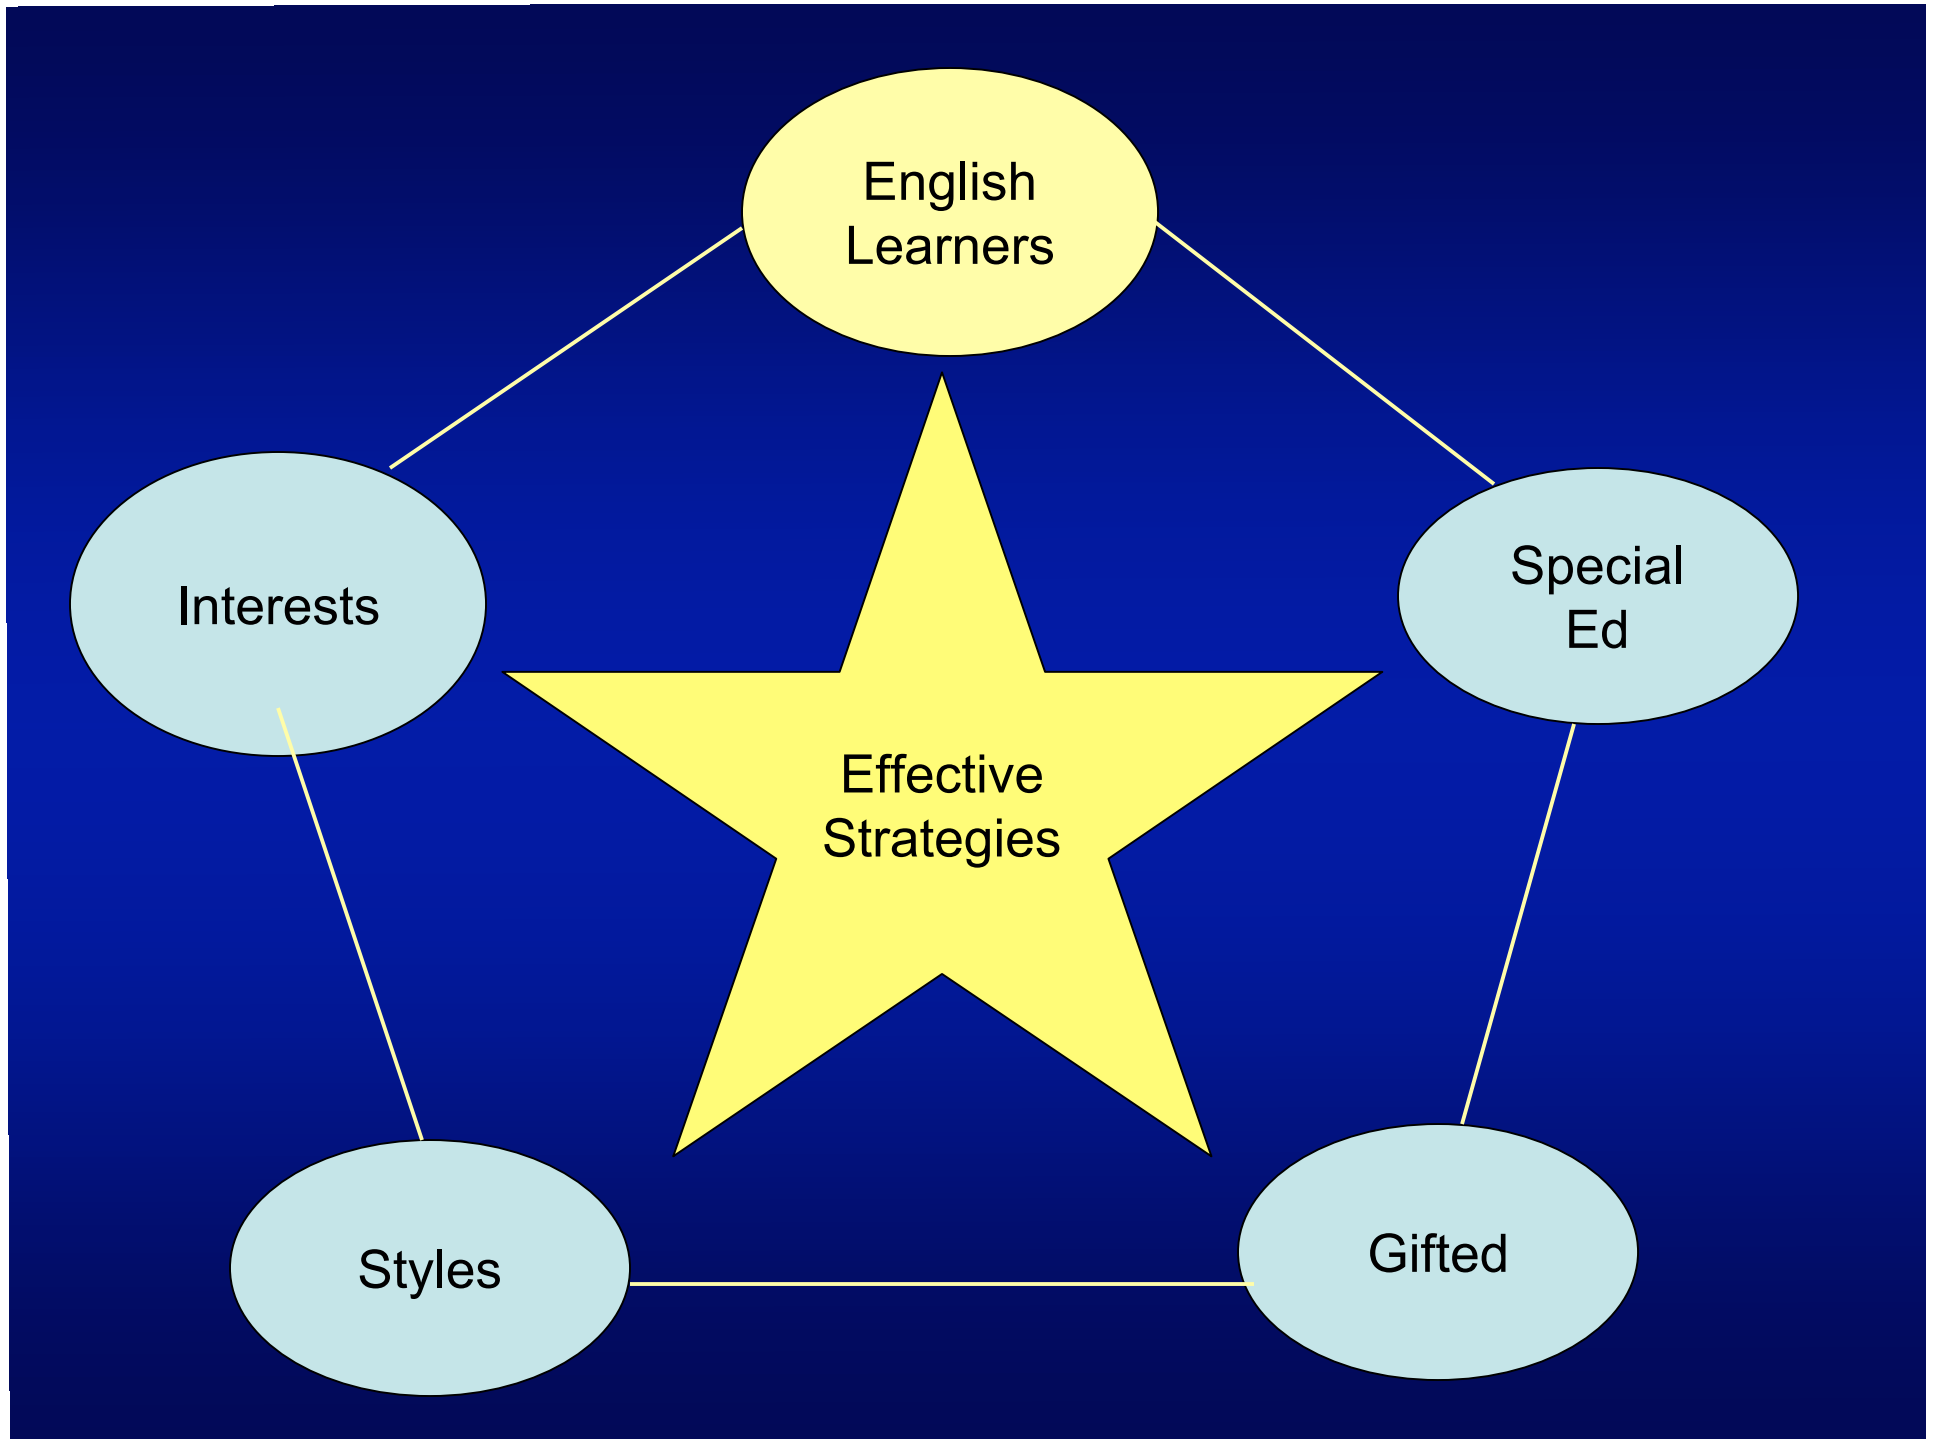 English
Learners
Interests
Special
Ed
Effective
Strategies
Styles
Gifted